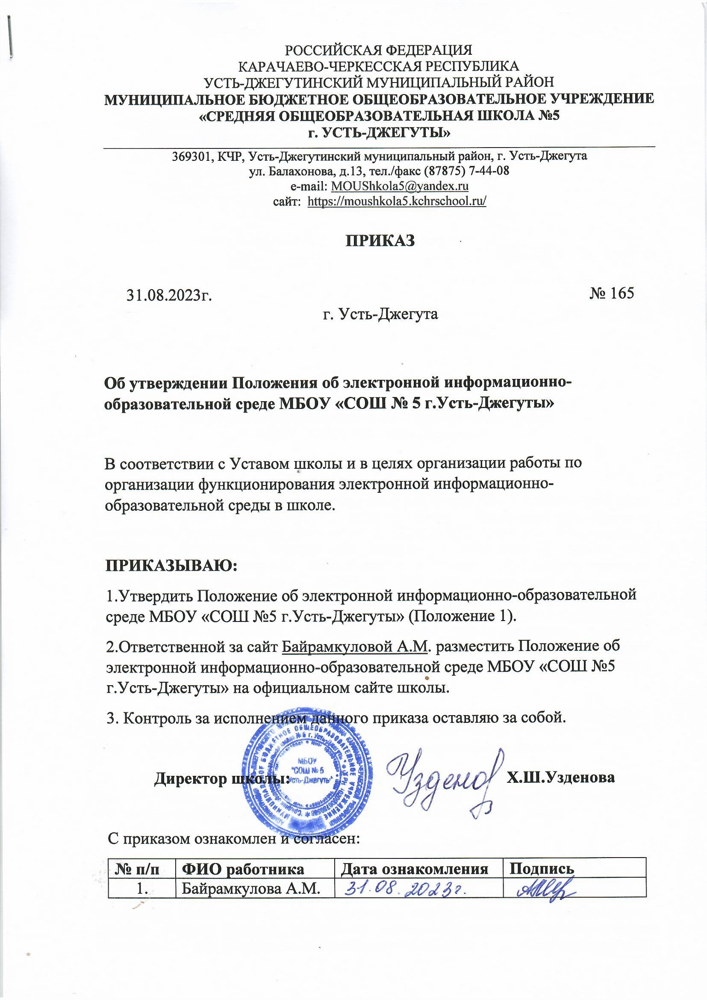 РОССИЙСКАЯ ФЕДЕРАЦИЯ
КАРАЧАЕВО-ЧЕРКЕССКАЯ РЕСПУБЛИКА
УСТЬ-ДЖЕГУТИНСКИЙ МУНИЦИПАЛЬНЫЙ РАЙОН
МУНИЦИПАЛЬНОЕ БЮДЖЕТНОЕ ОБЩЕОБРАЗОВАТЕЛЬНОЕ УЧРЕЖДЕНИЕ
«СРЕДНЯЯ ОБЩЕОБРАЗОВАТЕЛЬНАЯ ШКОЛА №5
г. УСТЬ-ДЖЕГУТЫ»
369301, КЧР, Усть-Джегутинский муниципальный район, г. Усть-Джегута
ул. Балахонова, д.13, тел./факс (87875) 7-44-08
e-mail: MOUShkola5@yandex.ru
сайт: https://moushkola5.kchrschool.ru/
ПРИКАЗ
31.08.2023г. № 165
г. Усть-Джегута
Об утверждении Положения об электронной информационно-
образовательной среде МБОУ «СОШ № 5 г.Усть-Джегуты»
В соответствии с Уставом школы и в целях организации работы по
организации функционирования электронной информационно-
образовательной среды в школе.
ПРИКАЗЫВАЮ:
1.Утвердить Положение об электронной информационно-образовательной
среде МБОУ «СОШ №5 г.Усть-Джегуты» (Положение 1).
2.Ответственной за сайт Байрамкуловой А.М. разместить Положение об
электронной информационно-образовательной среде МБОУ «СОШ №5
г.Усть-Джегуты» на официальном сайте школы.
3. Контроль за исполнением данного приказа оставляю за собой.
МУНИЦИПАЛЬНОЕ БЮДЖЕТНОЕ ОБЩЕОБРАЗОВАТЕЛЬНОЕ УЧРЕЖДЕНИЕ
МБОУ
"СОШ № 5
Директор школы: Узденов Х.Ш.Узденова
С приказом ознакомлен и согласен:
№ п/п ФИО работника Дата ознакомления Подпись
1. Байрамкулова А.М. 31.08.2023г.